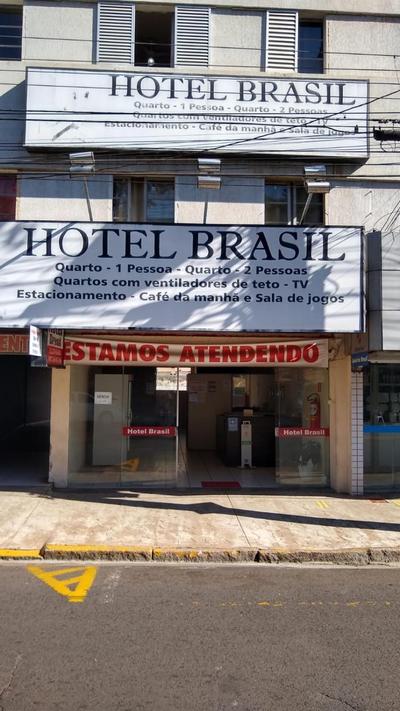 HOTEL BRASIL
Quarto - 1 Pessoa - Quarto - 2 Pessoas
Quartos com ventiladores de teto - TV
Estacionamento - Café da manhã e Sala de jogos
HOTEL BRASIL
Quarto - 1 Pessoa - Quarto - 2 Pessoas
Quartos com ventiladores de teto - TV
Estacionamento - Café da manhã e Sala de jogos
ESTAMOS ATENDENDO
Hotel Brasil
Hotel Brasil